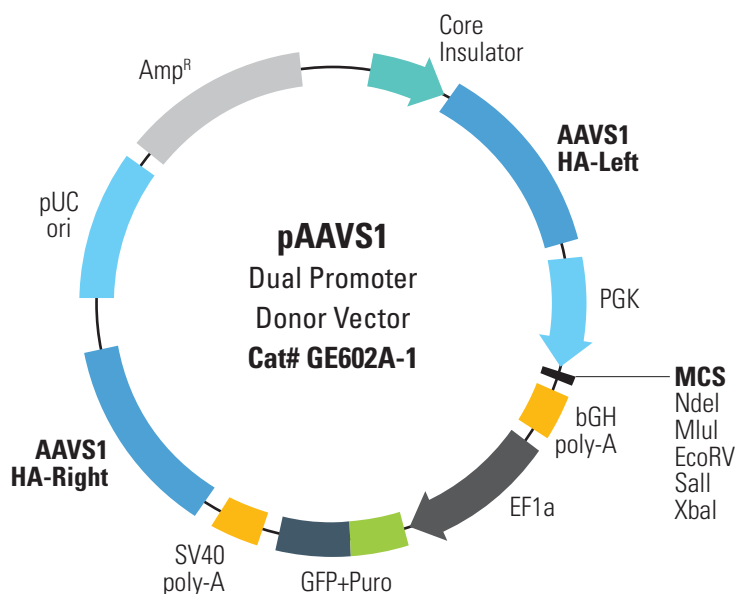 Core
Insulator
Amp^R
AAVS1
HA-Left
pUC
ori
pAAVS1
Dual Promoter
Donor Vector
Cat# GE602A-1
PGK
MCS
NdeI
MluI
EcoRV
SalI
XbaI
bGH
poly-A
AAVS1
HA-Right
EF1a
SV40
poly-A
GFP+Puro